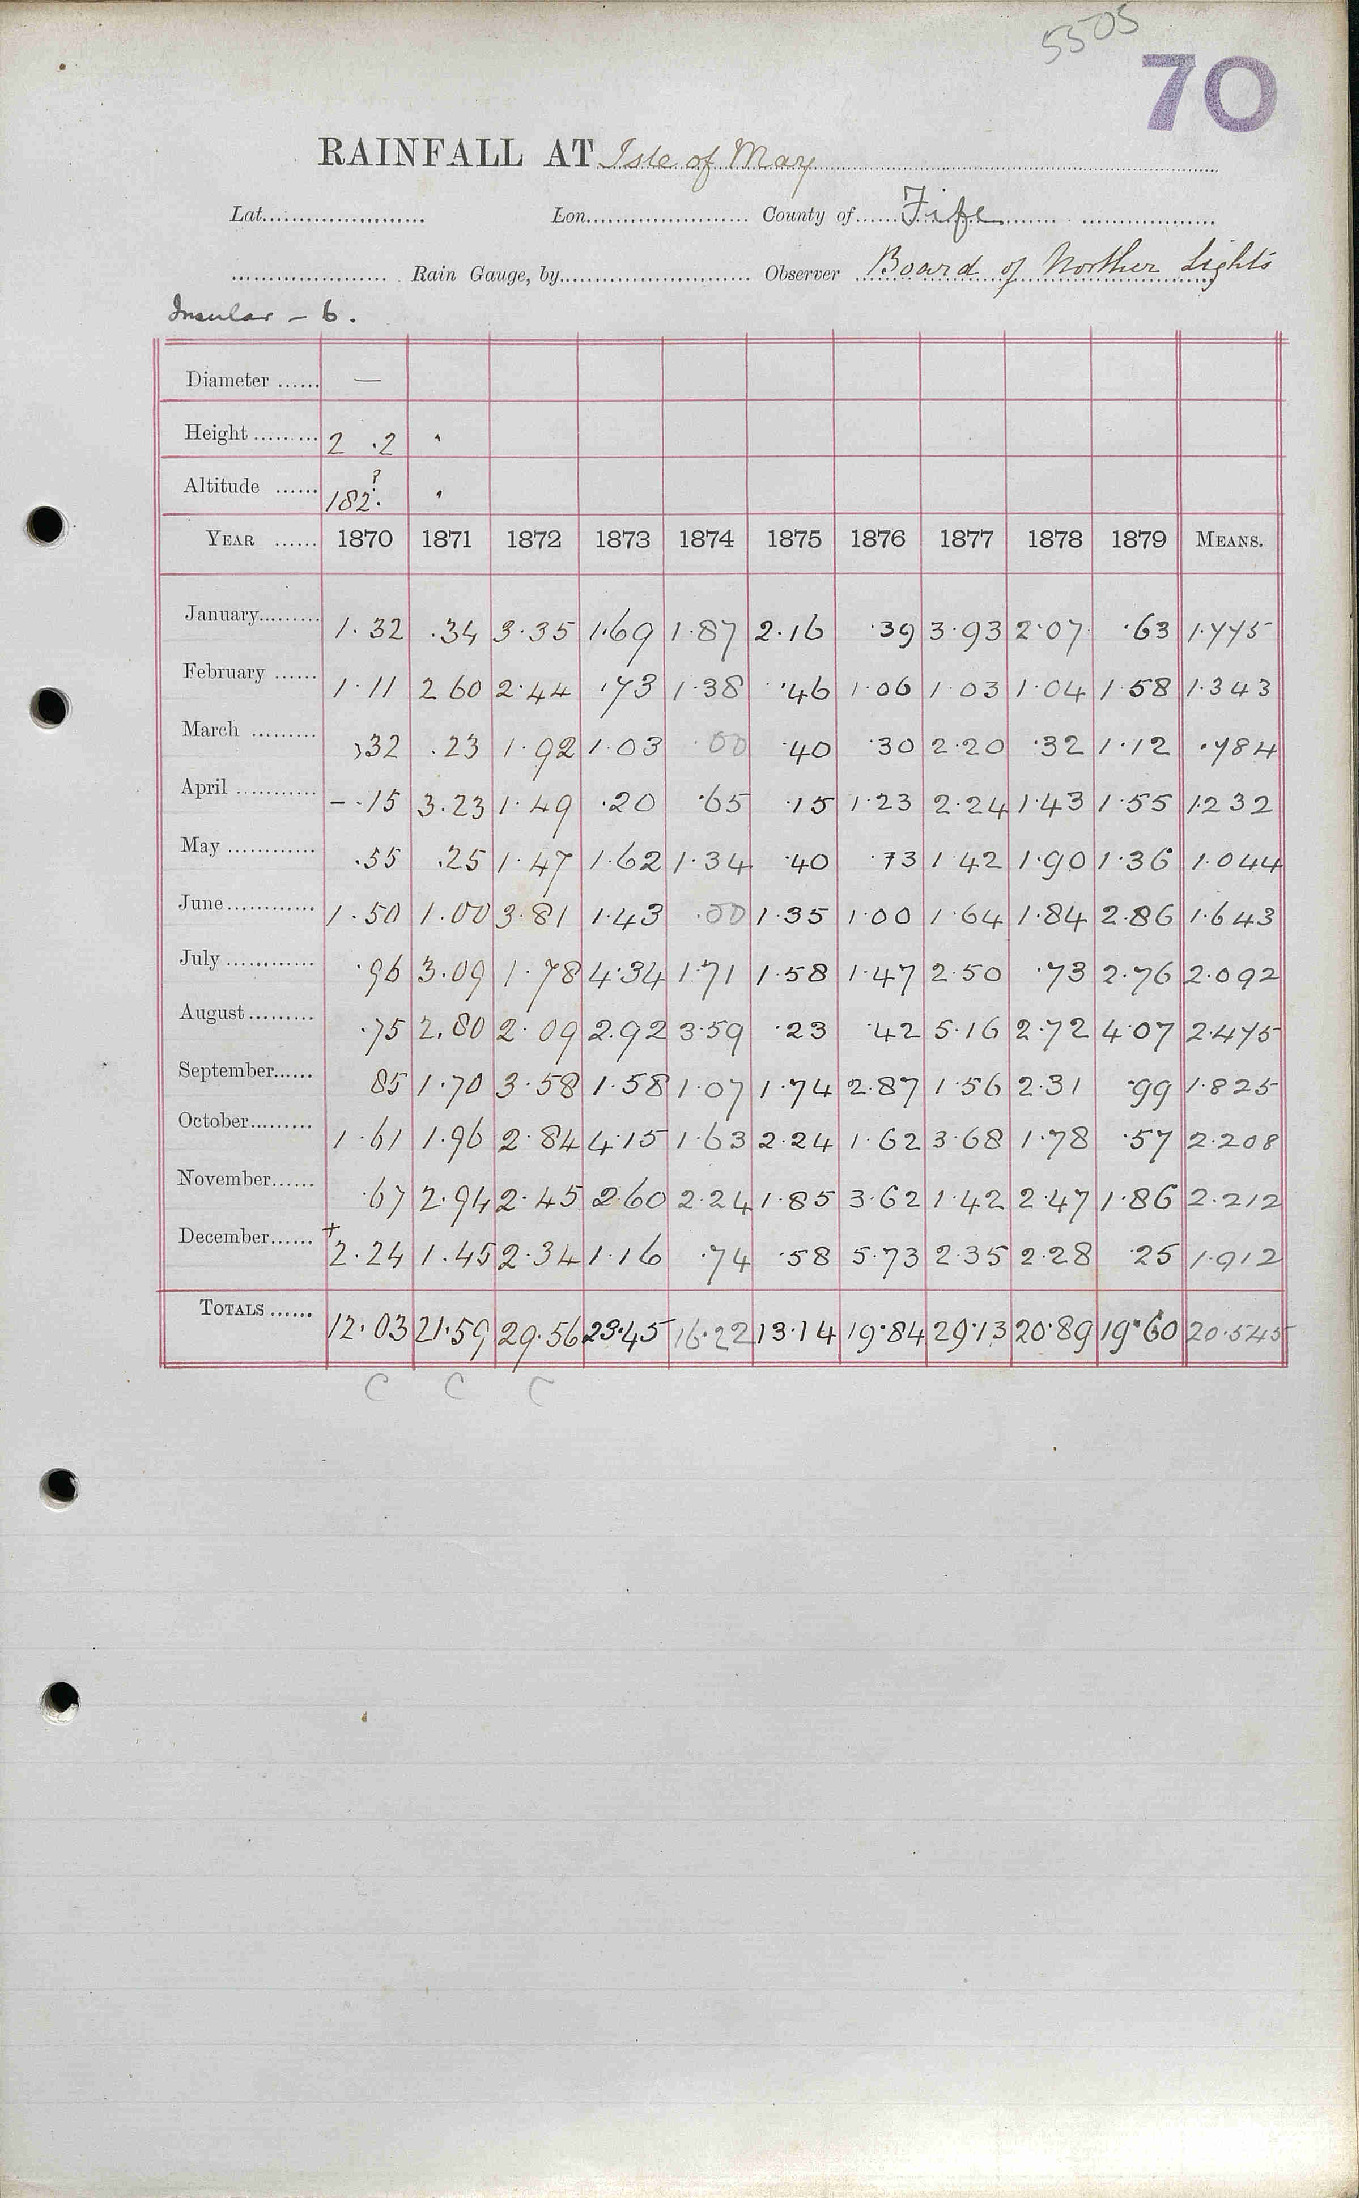 5505
70
RAINFALL AT Isle of May
Lat. Lon. County of Fife
Rain Gauge, by Observer Board of Norther Lights
Insular - 6.
Diameter —
Height 2 .2 "
Altitude 182.? "
YEAR 1870 1871 1872 1873 1874 1875 1876 1877 1878 1879 MEANS.
January 1.32 .34 3.35 1.69 1.87 2.16 .39 3.93 2.07 .63 1.775
February 1.11 2 60 2.44 .73 1.38 .46 1.06 1.03 1.04 1.58 1.343
March .32 .23 1.92 1.03 .00 .40 .30 2.20 .32 1.12 .784
April -.15 3.23 1.49 .20 .65 .15 1.23 2.24 1.43 1.55 1.232
May .55 .25 1.47 1.62 1.34 .40 .73 1 42 1.90 1.36 1.044
June 1.50 1.00 3.81 1.43 .00 1.35 1.00 1.64 1.84 2.86 1.643
July .96 3.09 1.78 4.34 1.71 1.58 1.47 2.50 .73 2.76 2.092
August .75 2.80 2.09 2.92 3.59 .23 .42 5.16 2.72 4.07 2.475
September 85 1.70 3.58 1.58 1.07 1.74 2.87 1.56 2.31 .99 1.825
October 1.61 1.96 2.84 4.15 1.63 2.24 1.62 3.68 1.78 .57 2.208
November .67 2.94 2.45 2.60 2.24 1.85 3.62 1.42 2.47 1.86 2.212
December +2.24 1.45 2.34 1.16 .74 .58 5.73 2.35 2.28 .25 1.912
TOTALS 12.03 21.59 29.56 23.45 16.22 13.14 19.84 29.13 20.89 19.60 20.545
C C C